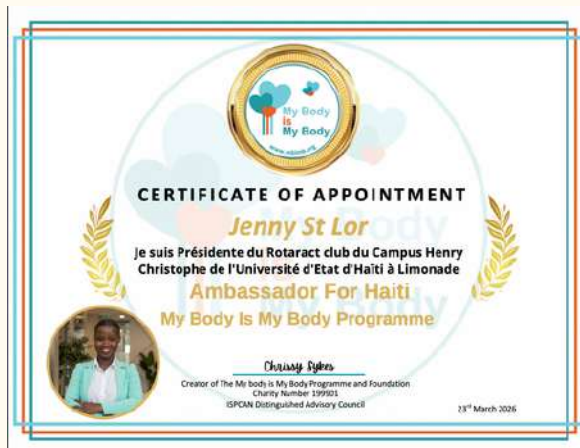 My Body
is
My Body
CERTIFICATE OF APPOINTMENT
Jenny St Lor
Je suis Présidente du Rotaract club du Campus Henry
Christophe de l'Université d'Etat d'Haïti à Limonade
Ambassador For Haiti
My Body Is My Body Programme
Chrissy Sykes
Creator of The My body is My Body Programme and Foundation
Charity Number 199901
ISPCAN Distinguished Advisory Council
23rd March 2026